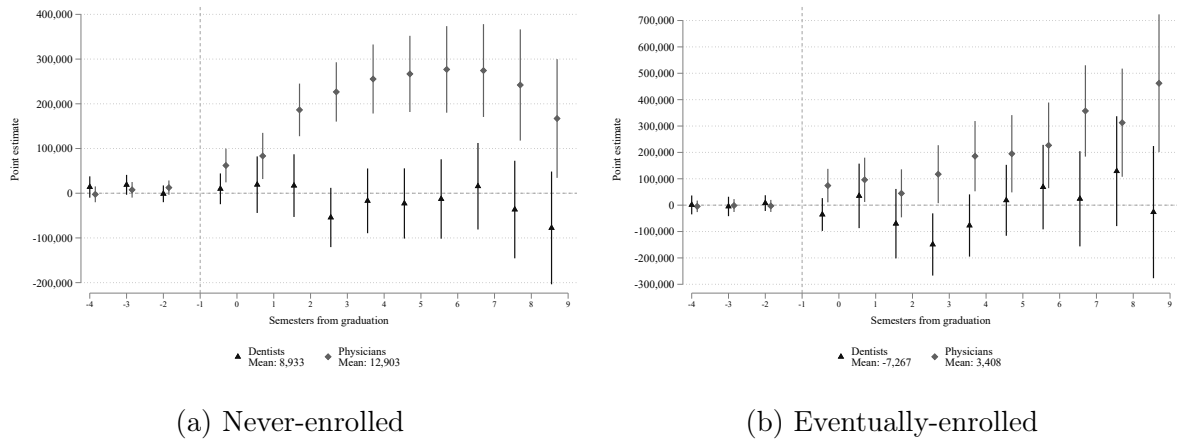 400,000
300,000
200,000
100,000
0
-100,000
-200,000
Point estimate
-4 -3 -2 -1 0 1 2 3 4 5 6 7 8 9
Semesters from graduation
Dentists
Mean: 8,933
Physicians
Mean: 12,903
(a) Never-enrolled
700,000
600,000
500,000
400,000
300,000
200,000
100,000
0
-100,000
-200,000
-300,000
Point estimate
-4 -3 -2 -1 0 1 2 3 4 5 6 7 8 9
Semesters from graduation
Dentists
Mean: -7,267
Physicians
Mean: 3,408
(b) Eventually-enrolled